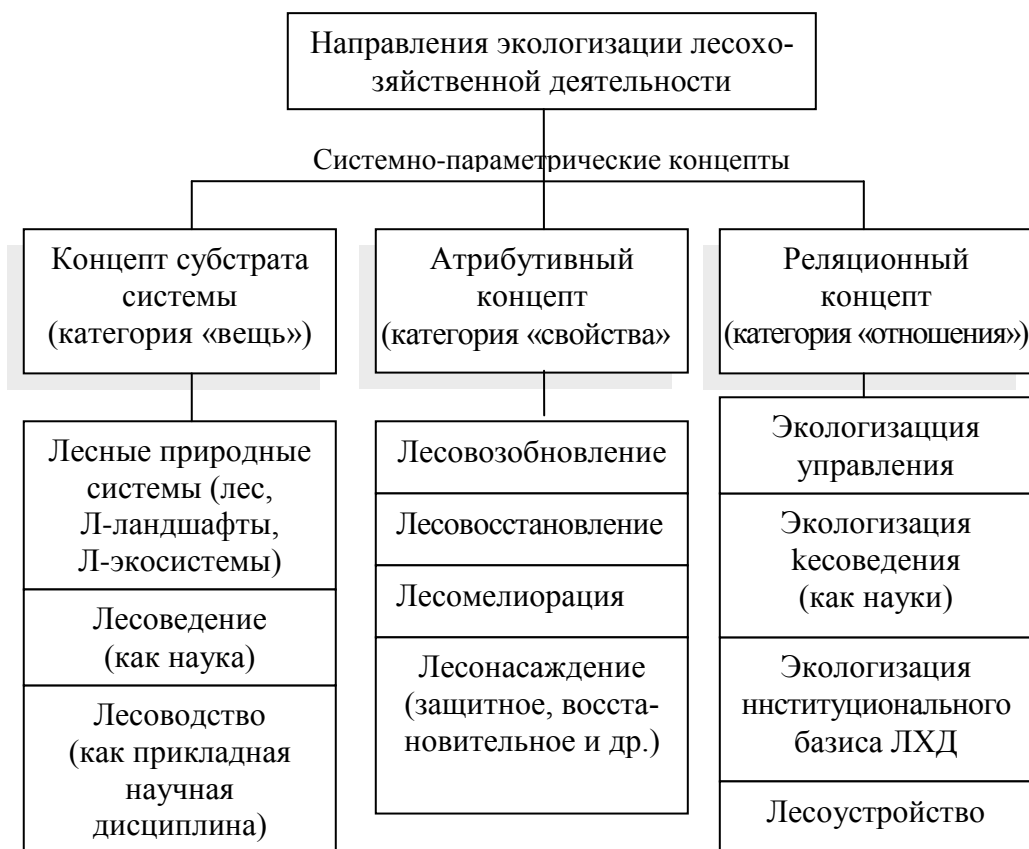 Направления экологизации лесохо-
зяйственной деятельности
Системно-параметрические концепты
Концепт субстрата
системы
(категория «вещь»)
Лесные природные
системы (лес,
Л-ландшафты,
Л-экосистемы)
Лесоведение
(как наука)
Лесоводство
(как прикладная
научная
дисциплина)
Атрибутивный
концепт
(категория «свойства»
Лесовозобновление
Лесовосстановление
Лесомелиорация
Лесонасаждение
(защитное, восста-
новительное и др.)
Реляционный
концепт
(категория «отношения»)
Экологизацция
управления
Экологизация
kесоведения
(как науки)
Экологизация
ннституционального
базиса ЛХД
Лесоустройство